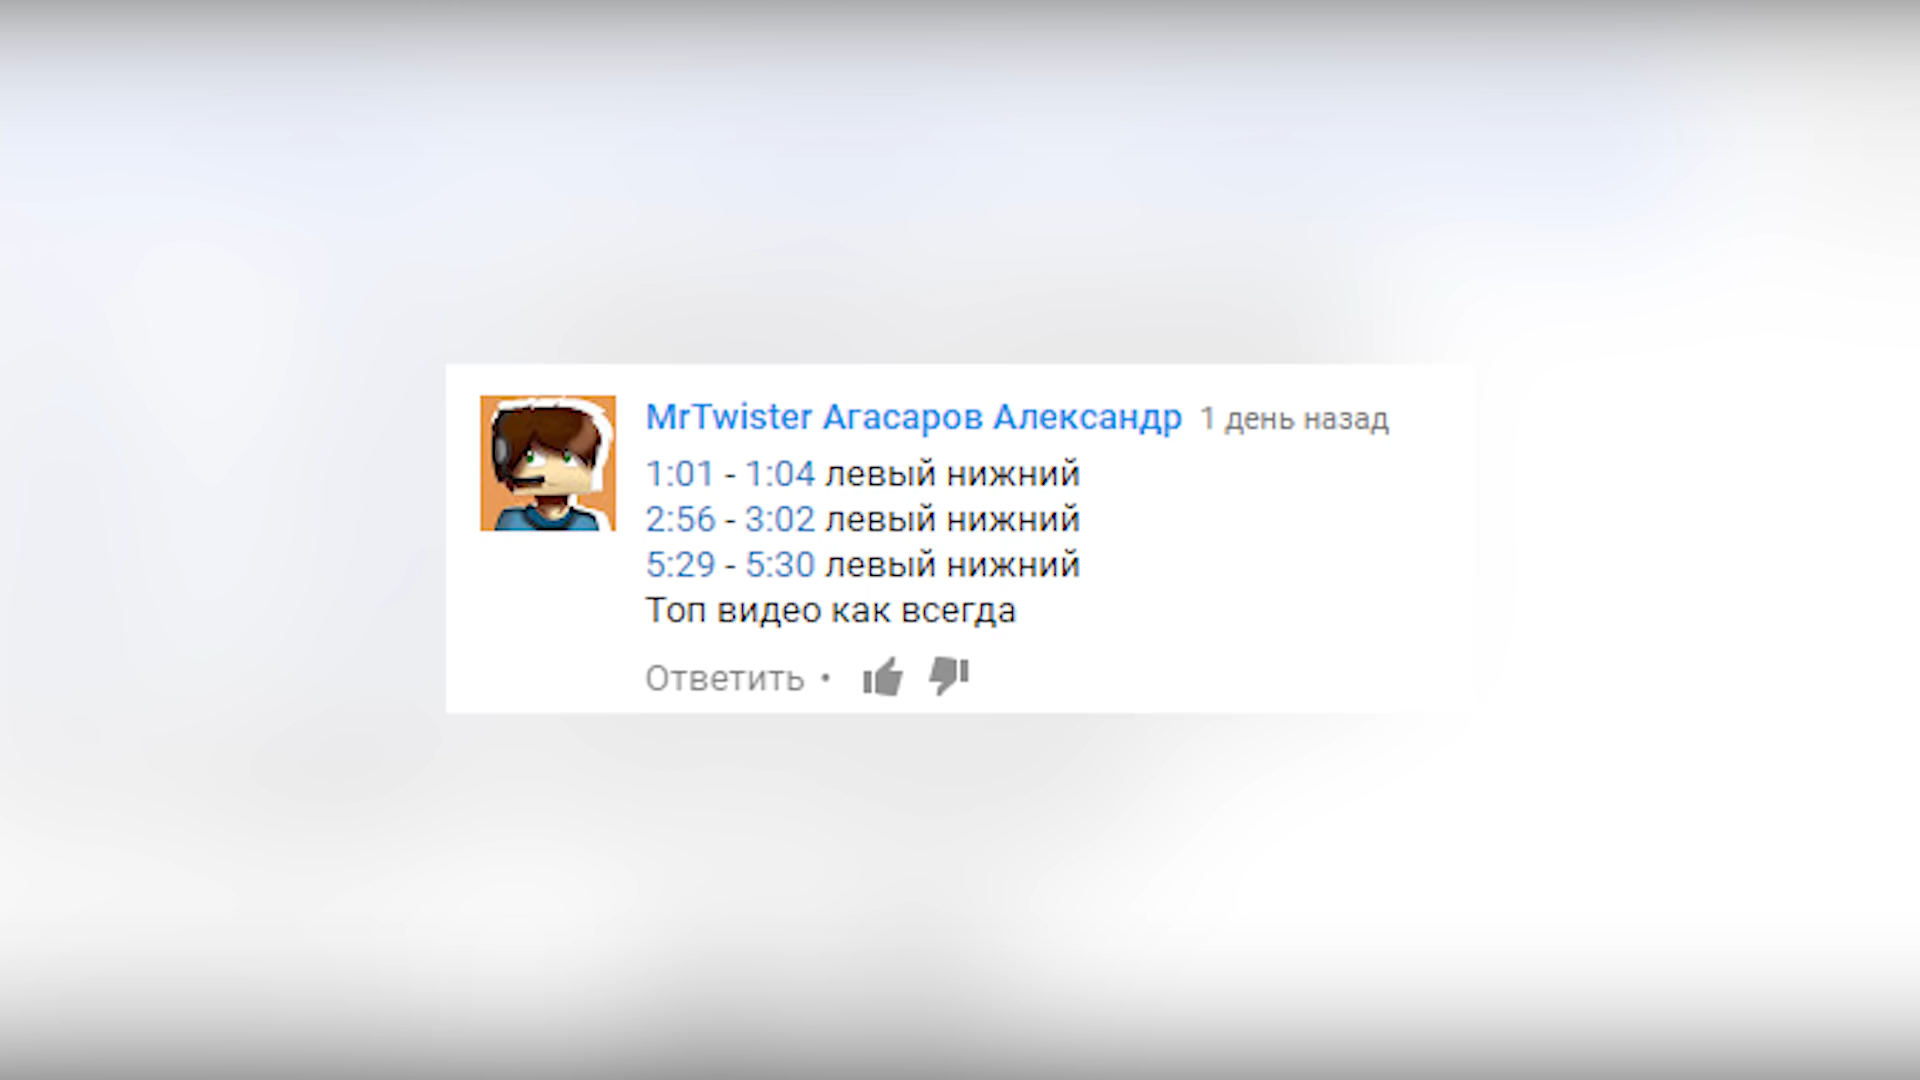 MrTwister Агасаров Александр 1 день назад
1:01 - 1:04 левый нижний
2:56 - 3:02 левый нижний
5:29 - 5:30 левый нижний
Топ видео как всегда
Ответить •